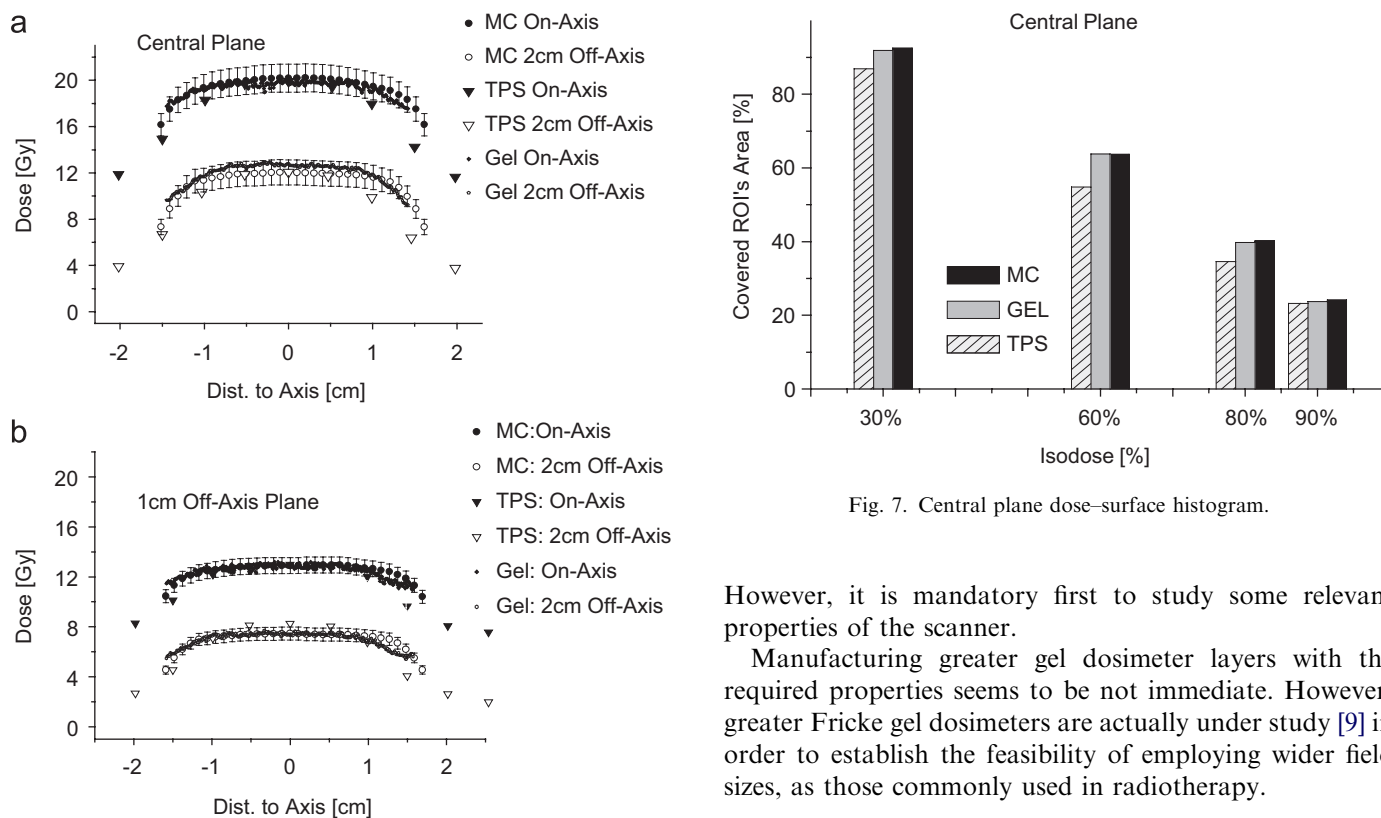 a
Central Plane
MC On-Axis
MC 2cm Off-Axis
TPS On-Axis
TPS 2cm Off-Axis
Gel On-Axis
Gel 2cm Off-Axis
20
16
12
8
4
0
Dose [Gy]
-2 -1 0 1 2
Dist. to Axis [cm]
b
1cm Off-Axis Plane
MC:On-Axis
MC: 2cm Off-Axis
TPS: On-Axis
TPS: 2cm Off-Axis
Gel: On-Axis
Gel: 2cm Off-Axis
20
16
12
8
4
0
Dose [Gy]
-2 -1 0 1 2
Dist. to Axis [cm]
Central Plane
80
60
40
20
0
Covered ROI's Area [%]
MC
GEL
TPS
30% 60% 80% 90%
Isodose [%]
Fig. 7. Central plane dose–surface histogram.
However, it is mandatory first to study some relevan
properties of the scanner.
Manufacturing greater gel dosimeter layers with th
required properties seems to be not immediate. However
greater Fricke gel dosimeters are actually under study [9] i
order to establish the feasibility of employing wider field
sizes, as those commonly used in radiotherapy.